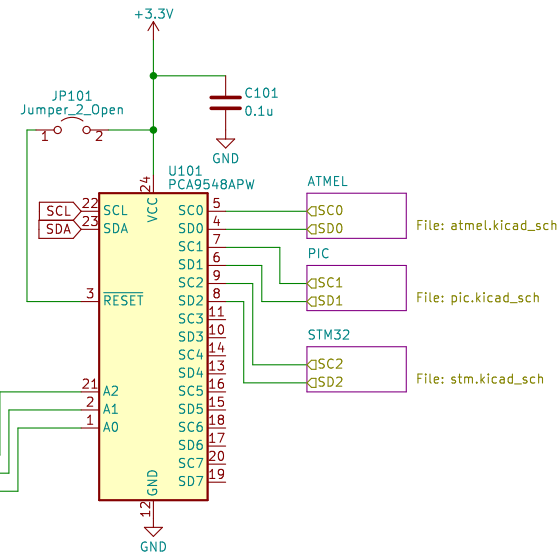 +3.3V
JP101
Jumper_2_Open
1 2
C101
0.1u
GND
U101
PCA9548APW
24
VCC
SCL 22 SCL
SDA 23 SDA
3 RESET
21 A2
2 A1
1 A0
SC0 5
SD0 4
SC1 7
SD1 6
SC2 9
SD2 8
SC3 11
SD3 10
SC4 14
SD4 13
SC5 16
SD5 15
SC6 18
SD6 17
SC7 20
SD7 19
GND
12
GND
ATMEL
SC0
SD0
File: atmel.kicad_sch
PIC
SC1
SD1
File: pic.kicad_sch
STM32
SC2
SD2
File: stm.kicad_sch